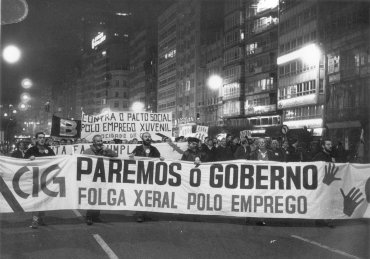 CONTRA O PACTO SOCIAL
POLO EMPREGO XUVENIL
CIG
PAREMOS Ó GOBERNO
FOLGA XERAL POLO EMPREGO